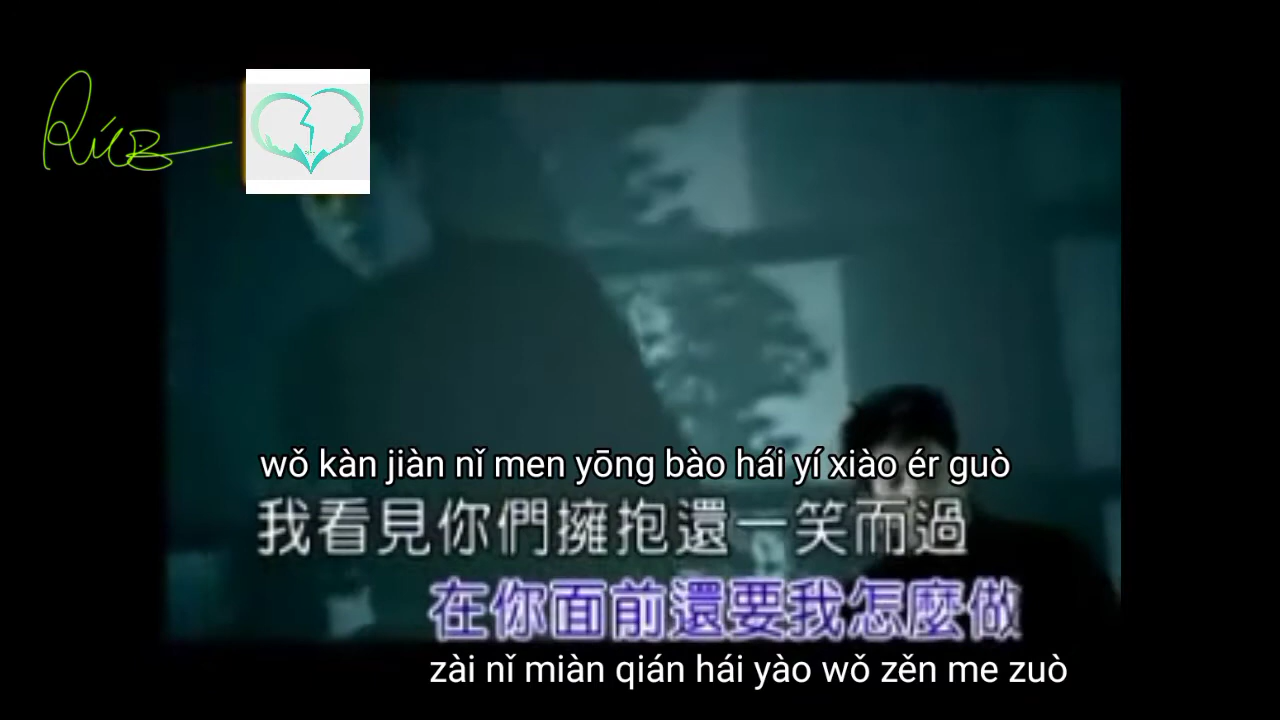 wǒ kàn jiàn nǐ men yōng bào hái yí xiào ér guò
我看見你們擁抱還一笑而過
在你面前還要我怎麼做
zài nǐ miàn qián hái yào wǒ zěn me zuò